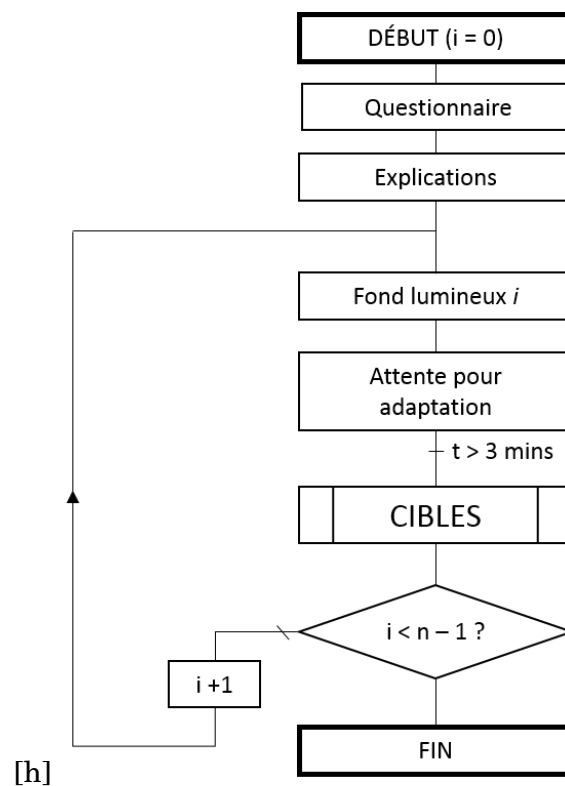 DÉBUT (i = 0)
Questionnaire
Explications
Fond lumineux i
Attente pour
adaptation
t > 3 mins
CIBLES
i < n – 1 ?
i +1
FIN
[h]